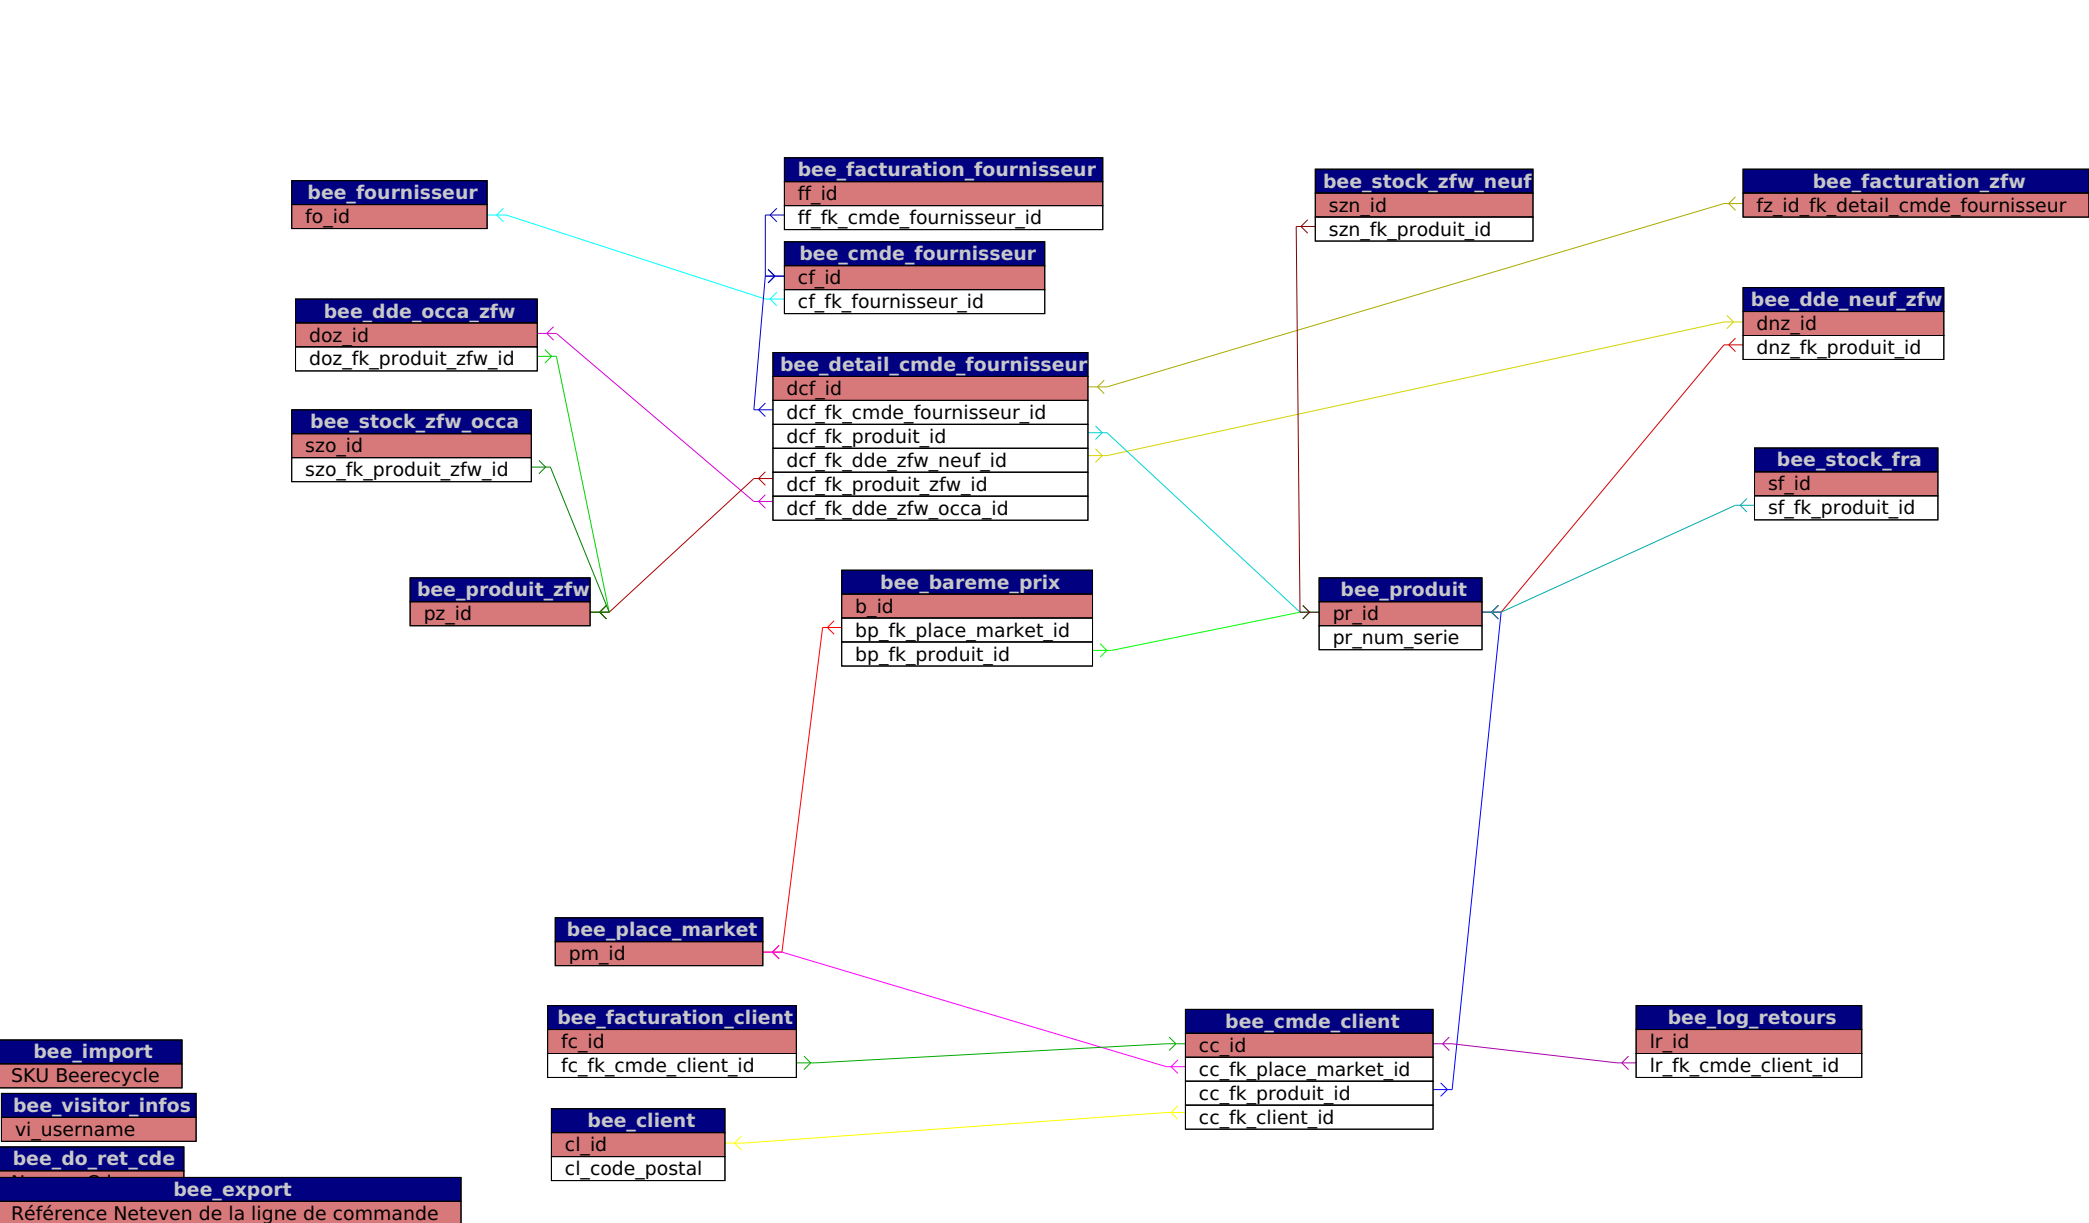 bee_facturation_fournisseur
ff_id
ff_fk_cmde_fournisseur_id
bee_stock_zfw_neuf
szn_id
szn_fk_produit_id
bee_facturation_zfw
fz_id_fk_detail_cmde_fournisseur
bee_fournisseur
fo_id
bee_cmde_fournisseur
cf_id
cf_fk_fournisseur_id
bee_dde_neuf_zfw
dnz_id
dnz_fk_produit_id
bee_dde_occa_zfw
doz_id
doz_fk_produit_zfw_id
bee_detail_cmde_fournisseur
dcf_id
dcf_fk_cmde_fournisseur_id
dcf_fk_produit_id
dcf_fk_dde_zfw_neuf_id
dcf_fk_produit_zfw_id
dcf_fk_dde_zfw_occa_id
bee_stock_zfw_occa
szo_id
szo_fk_produit_zfw_id
bee_stock_fra
sf_id
sf_fk_produit_id
bee_produit_zfw
pz_id
bee_bareme_prix
b_id
bp_fk_place_market_id
bp_fk_produit_id
bee_produit
pr_id
pr_num_serie
bee_place_market
pm_id
bee_facturation_client
fc_id
fc_fk_cmde_client_id
bee_cmde_client
cc_id
cc_fk_place_market_id
cc_fk_produit_id
cc_fk_client_id
bee_log_retours
lr_id
lr_fk_cmde_client_id
bee_client
cl_id
cl_code_postal
bee_import
SKU Beerecycle
bee_visitor_infos
vi_username
bee_do_ret_cde
bee_export
Référence Neteven de la ligne de commande